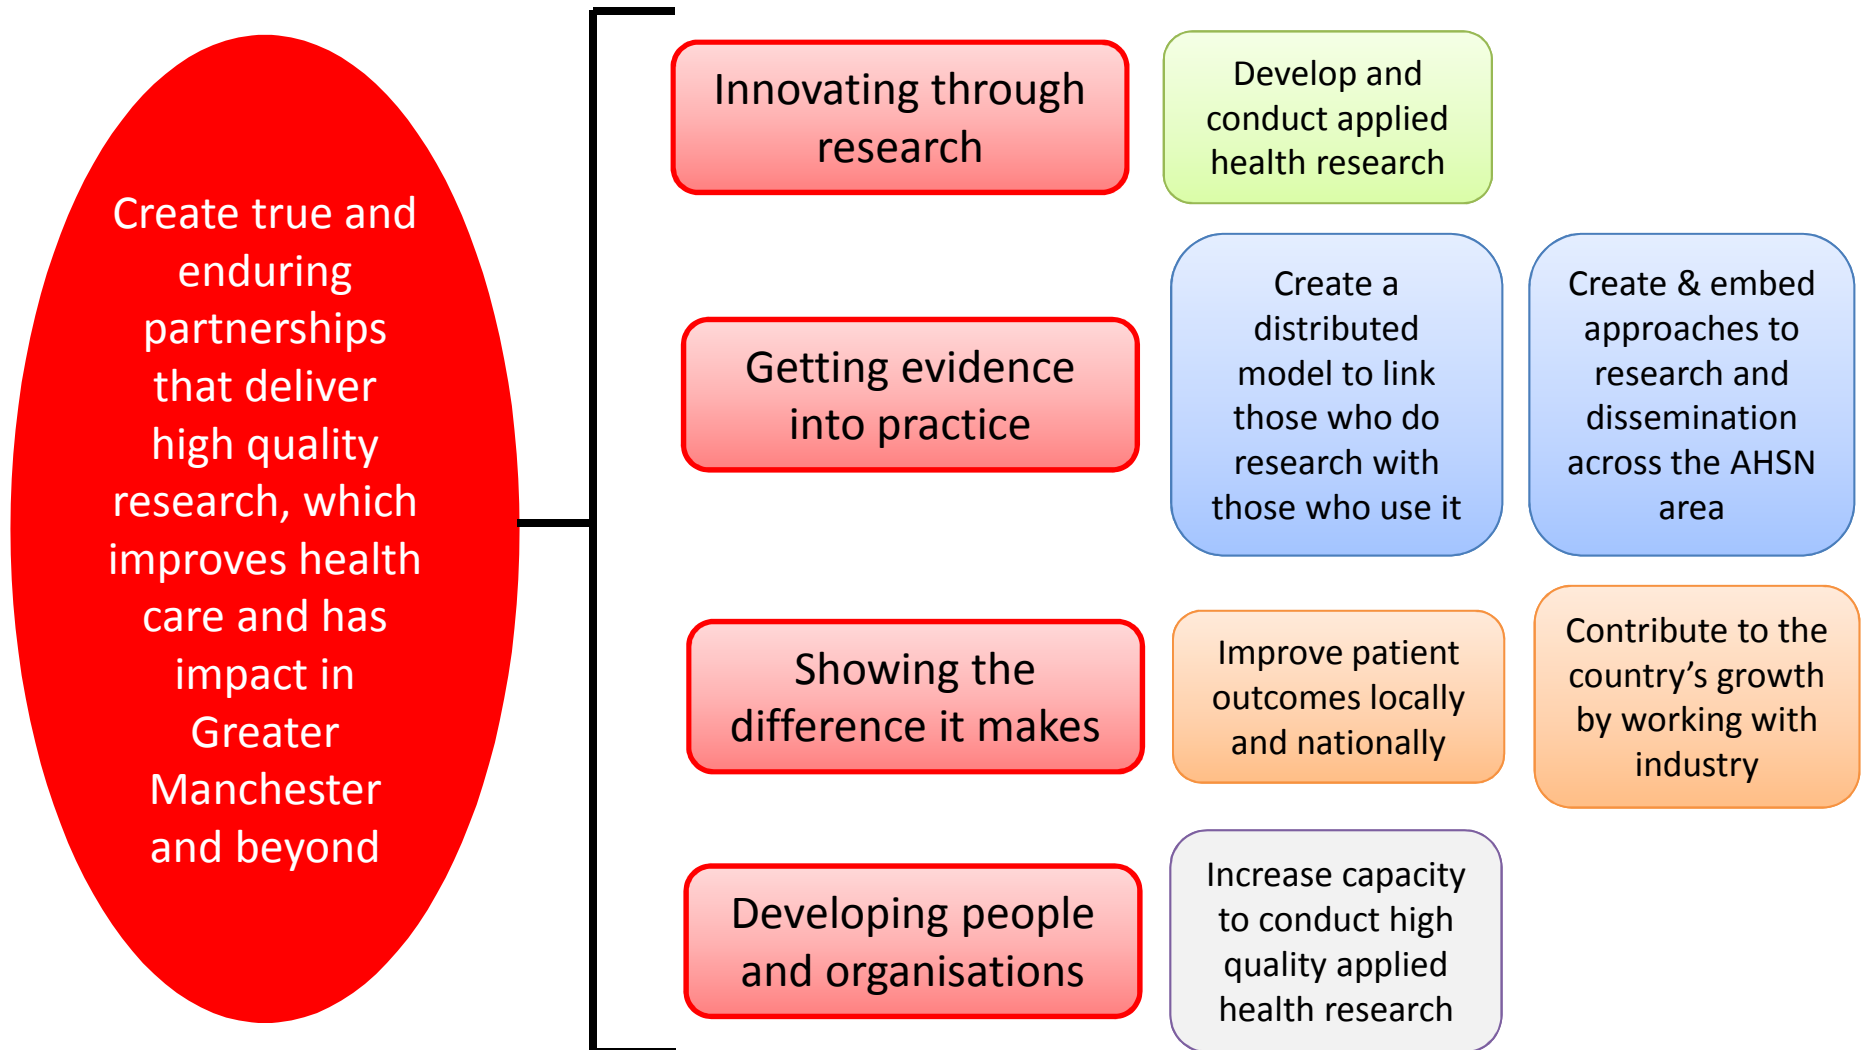 Create true and
enduring
partnerships
that deliver
high quality
research, which
improves health
care and has
impact in
Greater
Manchester
and beyond
Innovating through
research
Develop and
conduct applied
health research
Getting evidence
into practice
Create a
distributed
model to link
those who do
research with
those who use it
Create & embed
approaches to
research and
dissemination
across the AHSN
area
Showing the
difference it makes
Improve patient
outcomes locally
and nationally
Contribute to the
country’s growth
by working with
industry
Developing people
and organisations
Increase capacity
to conduct high
quality applied
health research